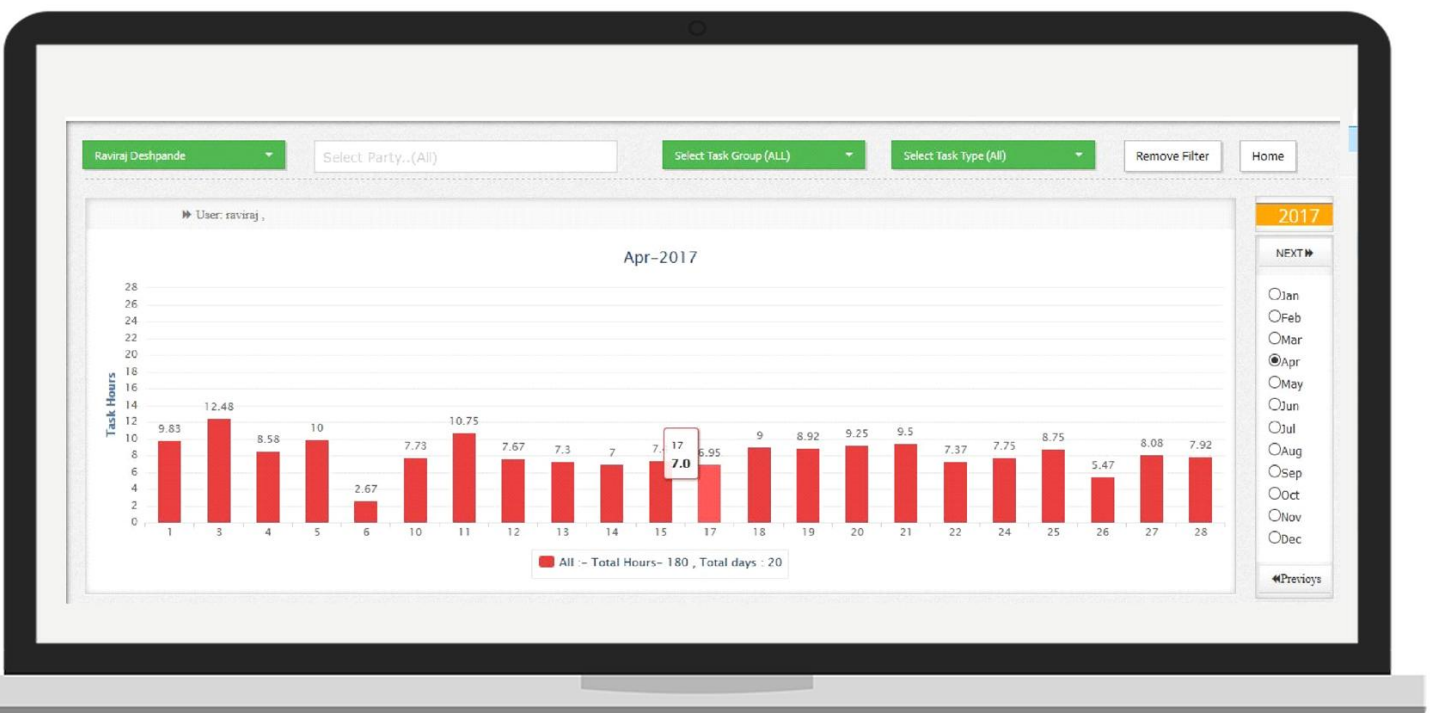 Raviraj Deshpande
Select Party..(All)
Select Task Group (ALL)
Select Task Type (All)
Remove Filter
Home
User: raviraj ,
2017
NEXT
Apr-2017
Task Hours
28
26
24
22
20
18
16
14
12
10
8
6
4
2
0
9.83 12.48 8.58 10 2.67 7.73 10.75 7.67 7.3 7 6.95 9 8.92 9.25 9.5 7.37 7.75 8.75 5.47 8.08 7.92
17
7.0
1 3 4 5 6 10 11 12 13 14 15 17 18 19 20 21 22 24 25 26 27 28
All :- Total Hours- 180 , Total days : 20
Jan
Feb
Mar
Apr
May
Jun
Jul
Aug
Sep
Oct
Nov
Dec
Previoys